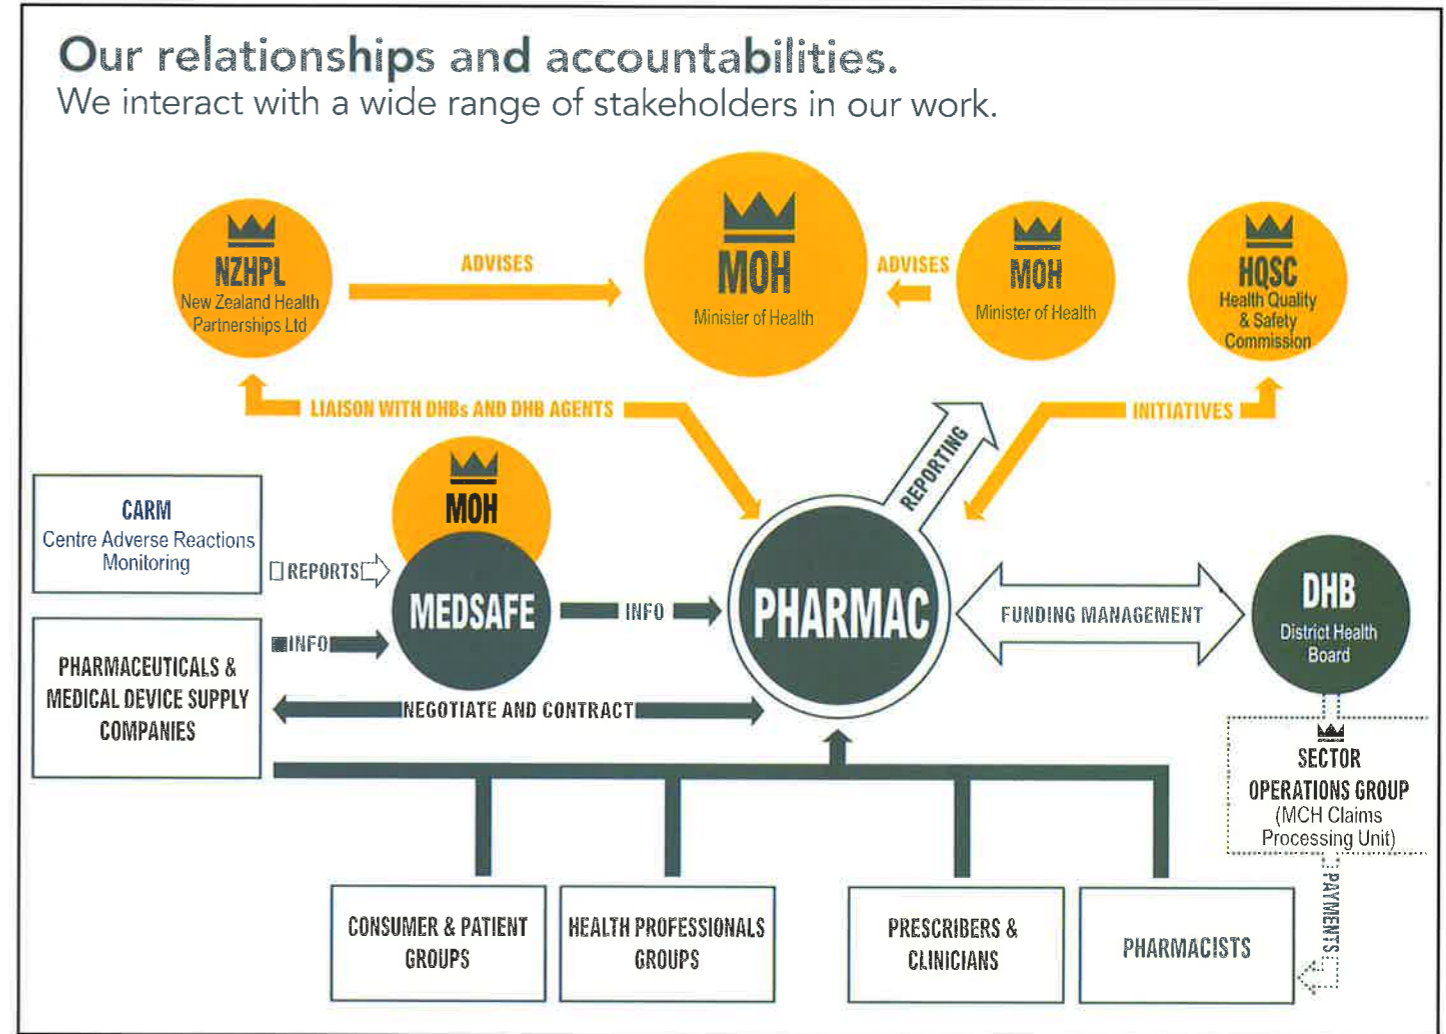 Our relationships and accountabilities.
We interact with a wide range of stakeholders in our work.
NZHPL
New Zealand Health
Partnerships Ltd
ADVISES
MOH
Minister of Health
ADVISES
MOH
Minister of Health
HQSC
Health Quality
& Safety
Commission
LIAISON WITH DHBs AND DHB AGENTS
INITIATIVES
REPORTING
CARM
Centre Adverse Reactions
Monitoring
REPORTS
MOH
MEDSAFE
INFO
PHARMAC
FUNDING MANAGEMENT
DHB
District Health
Board
INFO
PHARMACEUTICALS &
MEDICAL DEVICE SUPPLY
COMPANIES
NEGOTIATE AND CONTRACT
SECTOR
OPERATIONS GROUP
(MCH Claims
Processing Unit)
PAYMENTS
CONSUMER & PATIENT
GROUPS
HEALTH PROFESSIONALS
GROUPS
PRESCRIBERS &
CLINICIANS
PHARMACISTS